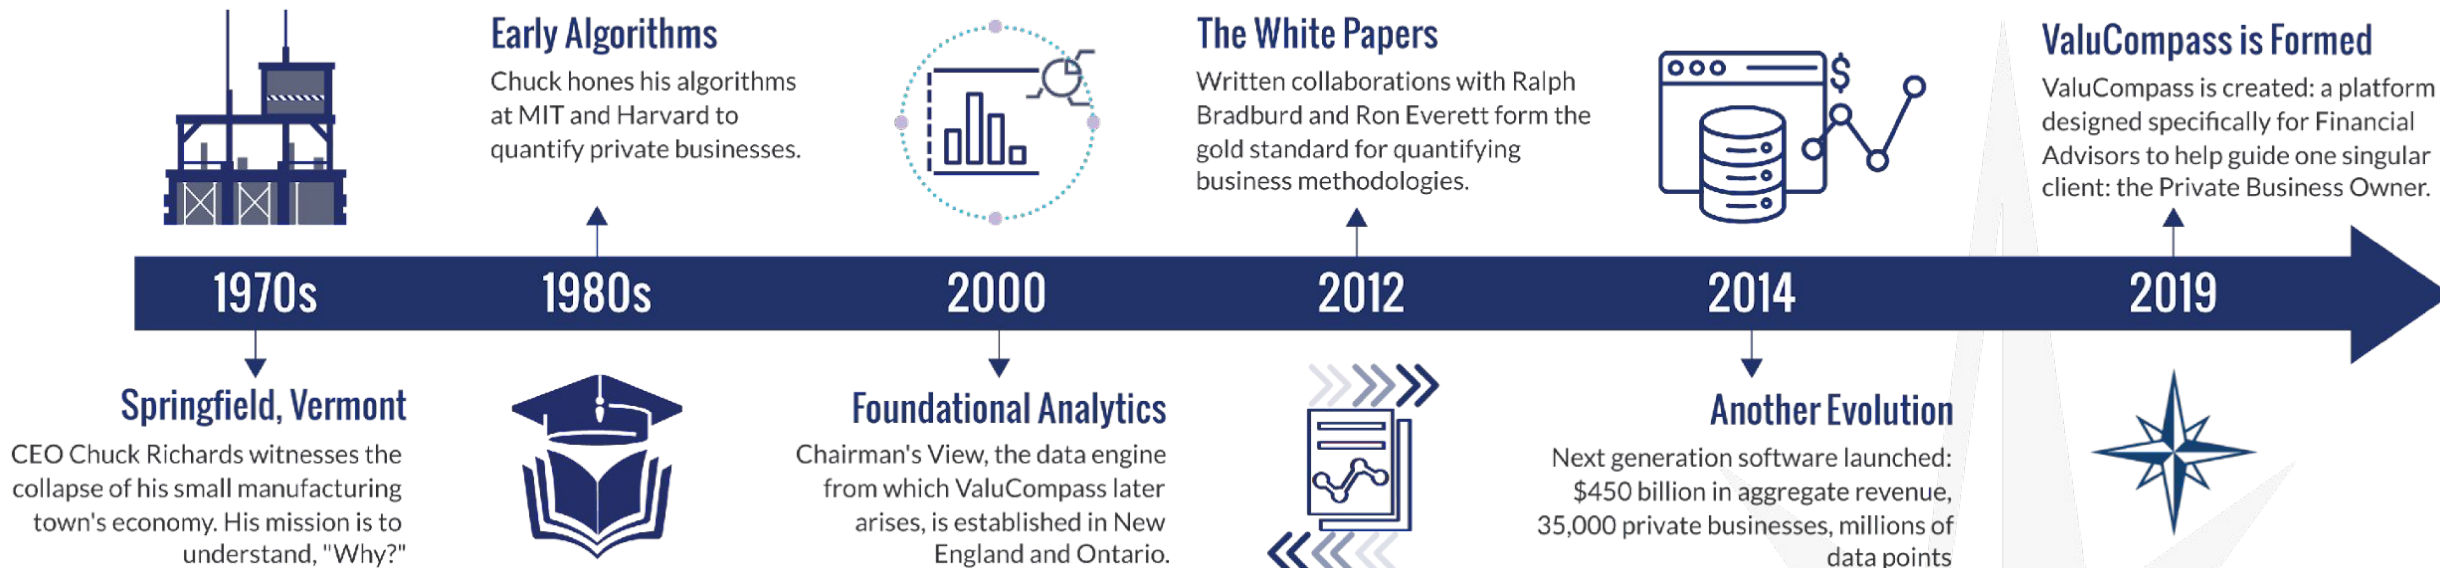 Early Algorithms
Chuck hones his algorithms
at MIT and Harvard to
quantify private businesses.
The White Papers
Written collaborations with Ralph
Bradburd and Ron Everett form the
gold standard for quantifying
business methodologies.
$
ValuCompass is Formed
ValuCompass is created: a platform
designed specifically for Financial
Advisors to help guide one singular
client: the Private Business Owner.
1970s
1980s
2000
2012
2014
2019
Springfield, Vermont
CEO Chuck Richards witnesses the
collapse of his small manufacturing
town's economy. His mission is to
understand, "Why?"
Foundational Analytics
Chairman's View, the data engine
from which ValuCompass later
arises, is established in New
England and Ontario.
Another Evolution
Next generation software launched:
$450 billion in aggregate revenue,
35,000 private businesses, millions of
data points